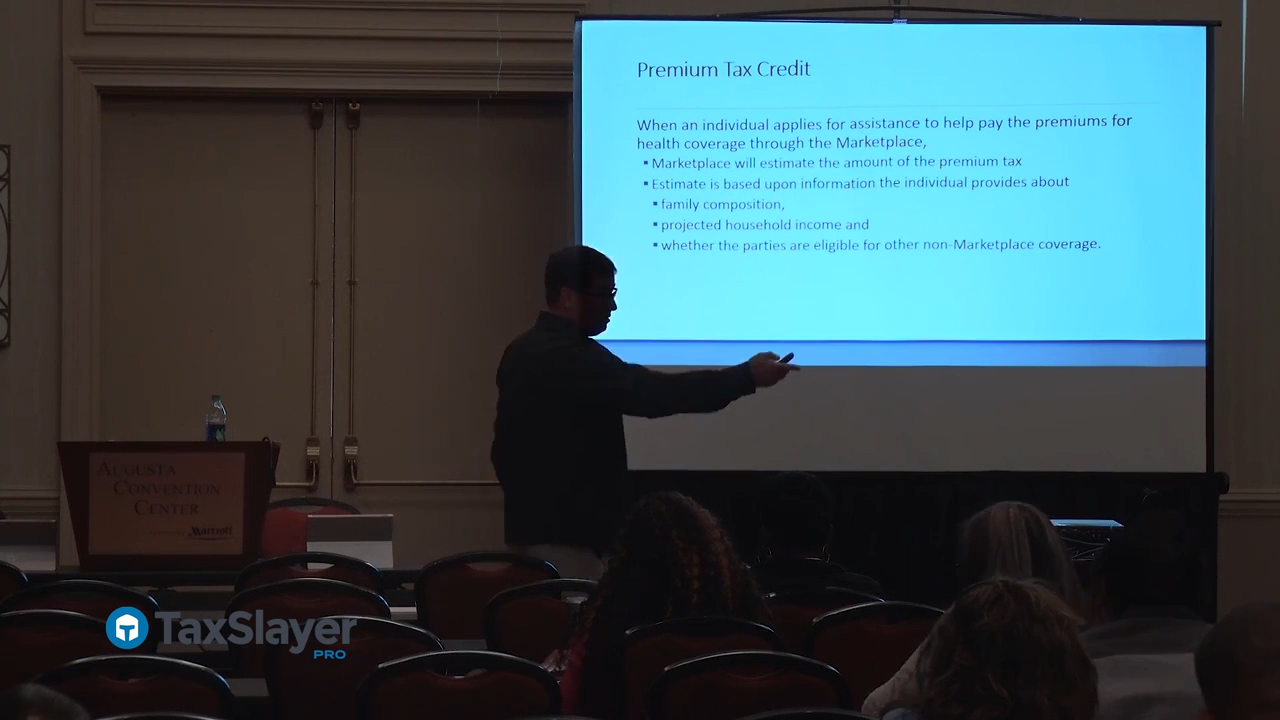 Premium Tax Credit
When an individual applies for assistance to help pay the premiums for
health coverage through the Marketplace,
▪ Marketplace will estimate the amount of the premium tax
▪ Estimate is based upon information the individual provides about
▪ family composition,
▪ projected household income and
▪ whether the parties are eligible for other non-Marketplace coverage.
AUGUSTA
CONVENTION
CENTER
Marriott
TaxSlayer
PRO